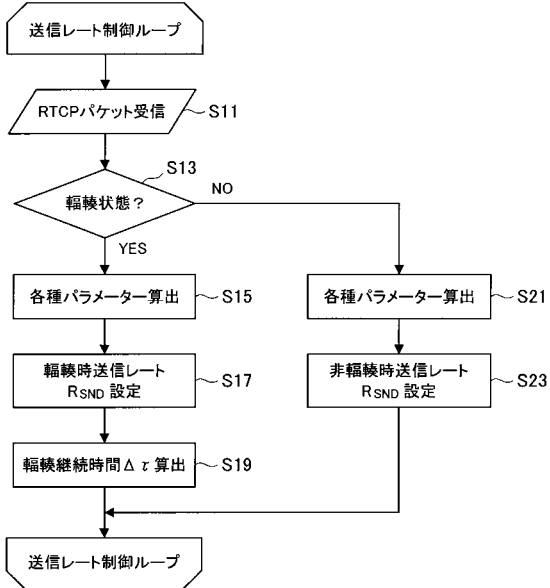 送信レート制御ループ
RTCPパケット受信
S11
S13
輻輳状態？
NO
YES
各種パラメーター算出
S15
各種パラメーター算出
S21
輻輳時送信レート
RSND 設定
S17
非輻輳時送信レート
RSND 設定
S23
輻輳継続時間Δτ算出
S19
送信レート制御ループ